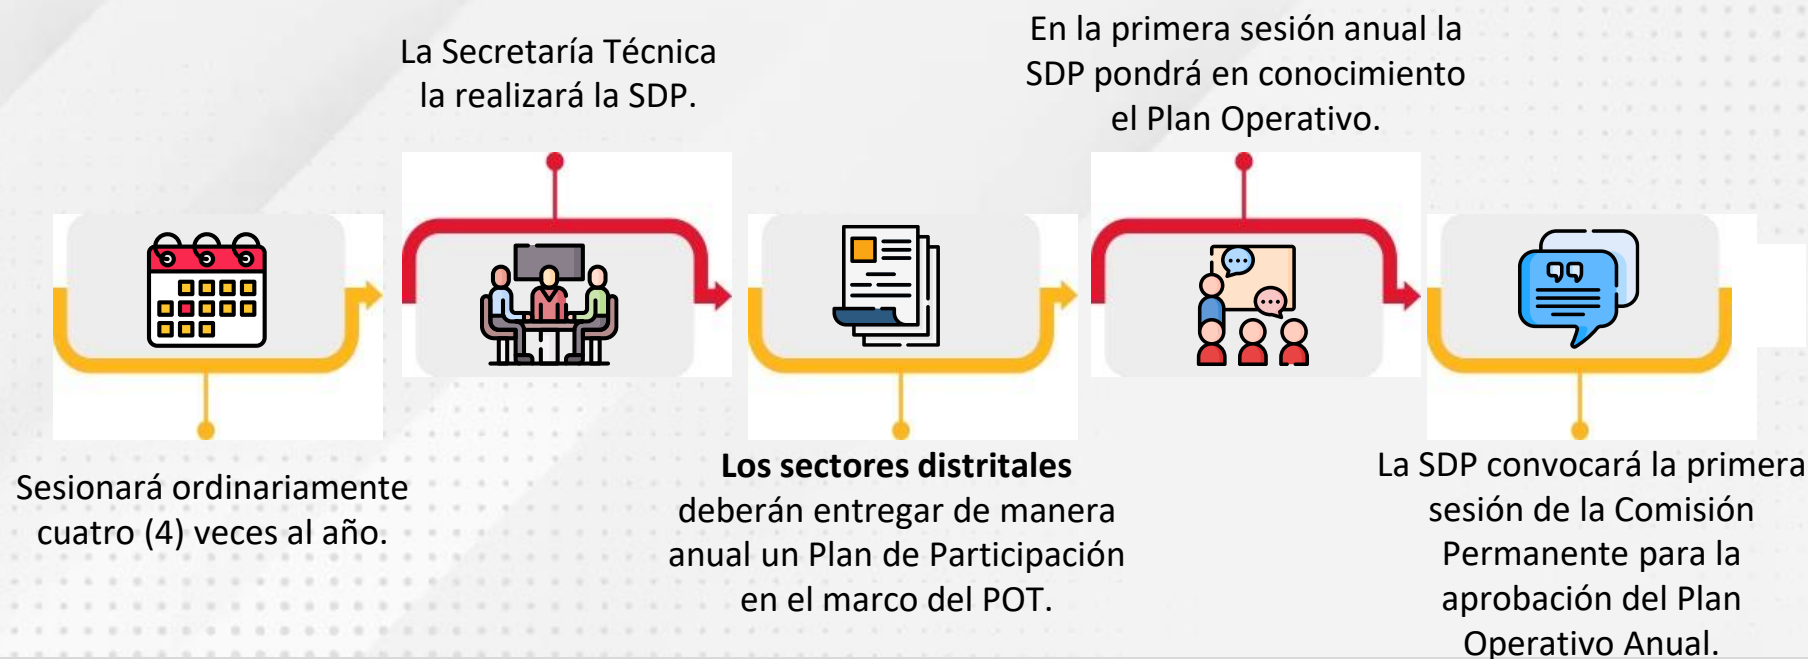 Sesionará ordinariamente
cuatro (4) veces al año.
La Secretaría Técnica
la realizará la SDP.
Los sectores distritales
deberán entregar de manera
anual un Plan de Participación
en el marco del POT.
En la primera sesión anual la
SDP pondrá en conocimiento
el Plan Operativo.
La SDP convocará la primera
sesión de la Comisión
Permanente para la
aprobación del Plan
Operativo Anual.